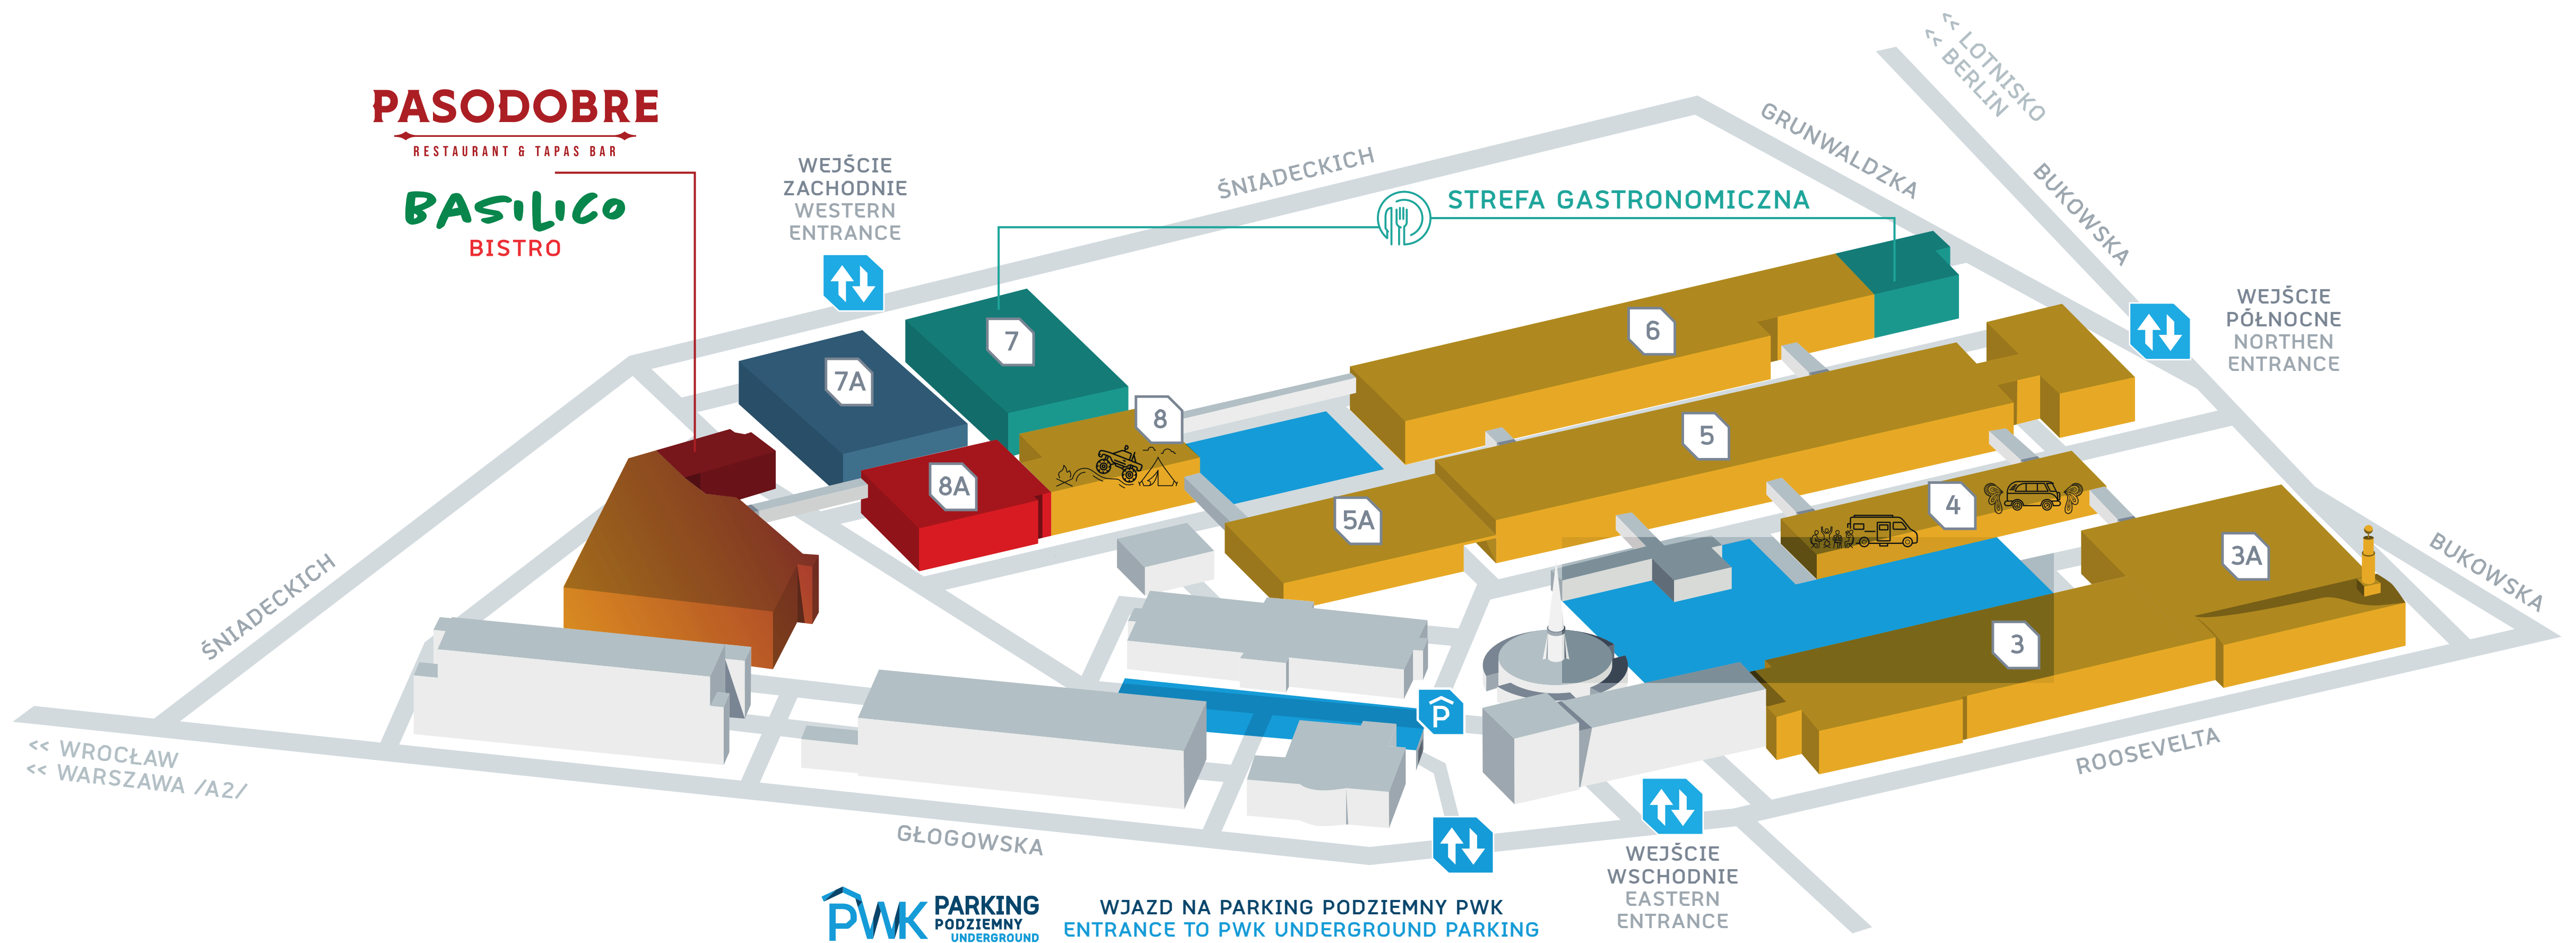 << LOTNISKO
<< BERLIN
PASODOBRE
RESTAURANT & TAPAS BAR
BASILICO
BISTRO
WEJŚCIE
ZACHODNIE
WESTERN
ENTRANCE
ŚNIADECKICH
GRUNWALDZKA
BUKOWSKA
STREFA GASTRONOMICZNA
WEJŚCIE
PÓŁNOCNE
NORTHEN
ENTRANCE
7
7A
6
8
5
8A
5A
4
3A
3
BUKOWSKA
ŚNIADECKICH
P
<< WROCŁAW
<< WARSZAWA /A2/
ROOSEVELTA
GŁOGOWSKA
WEJŚCIE
WSCHODNIE
EASTERN
ENTRANCE
PWK PARKING
PODZIEMNY
UNDERGROUND
WJAZD NA PARKING PODZIEMNY PWK
ENTRANCE TO PWK UNDERGROUND PARKING